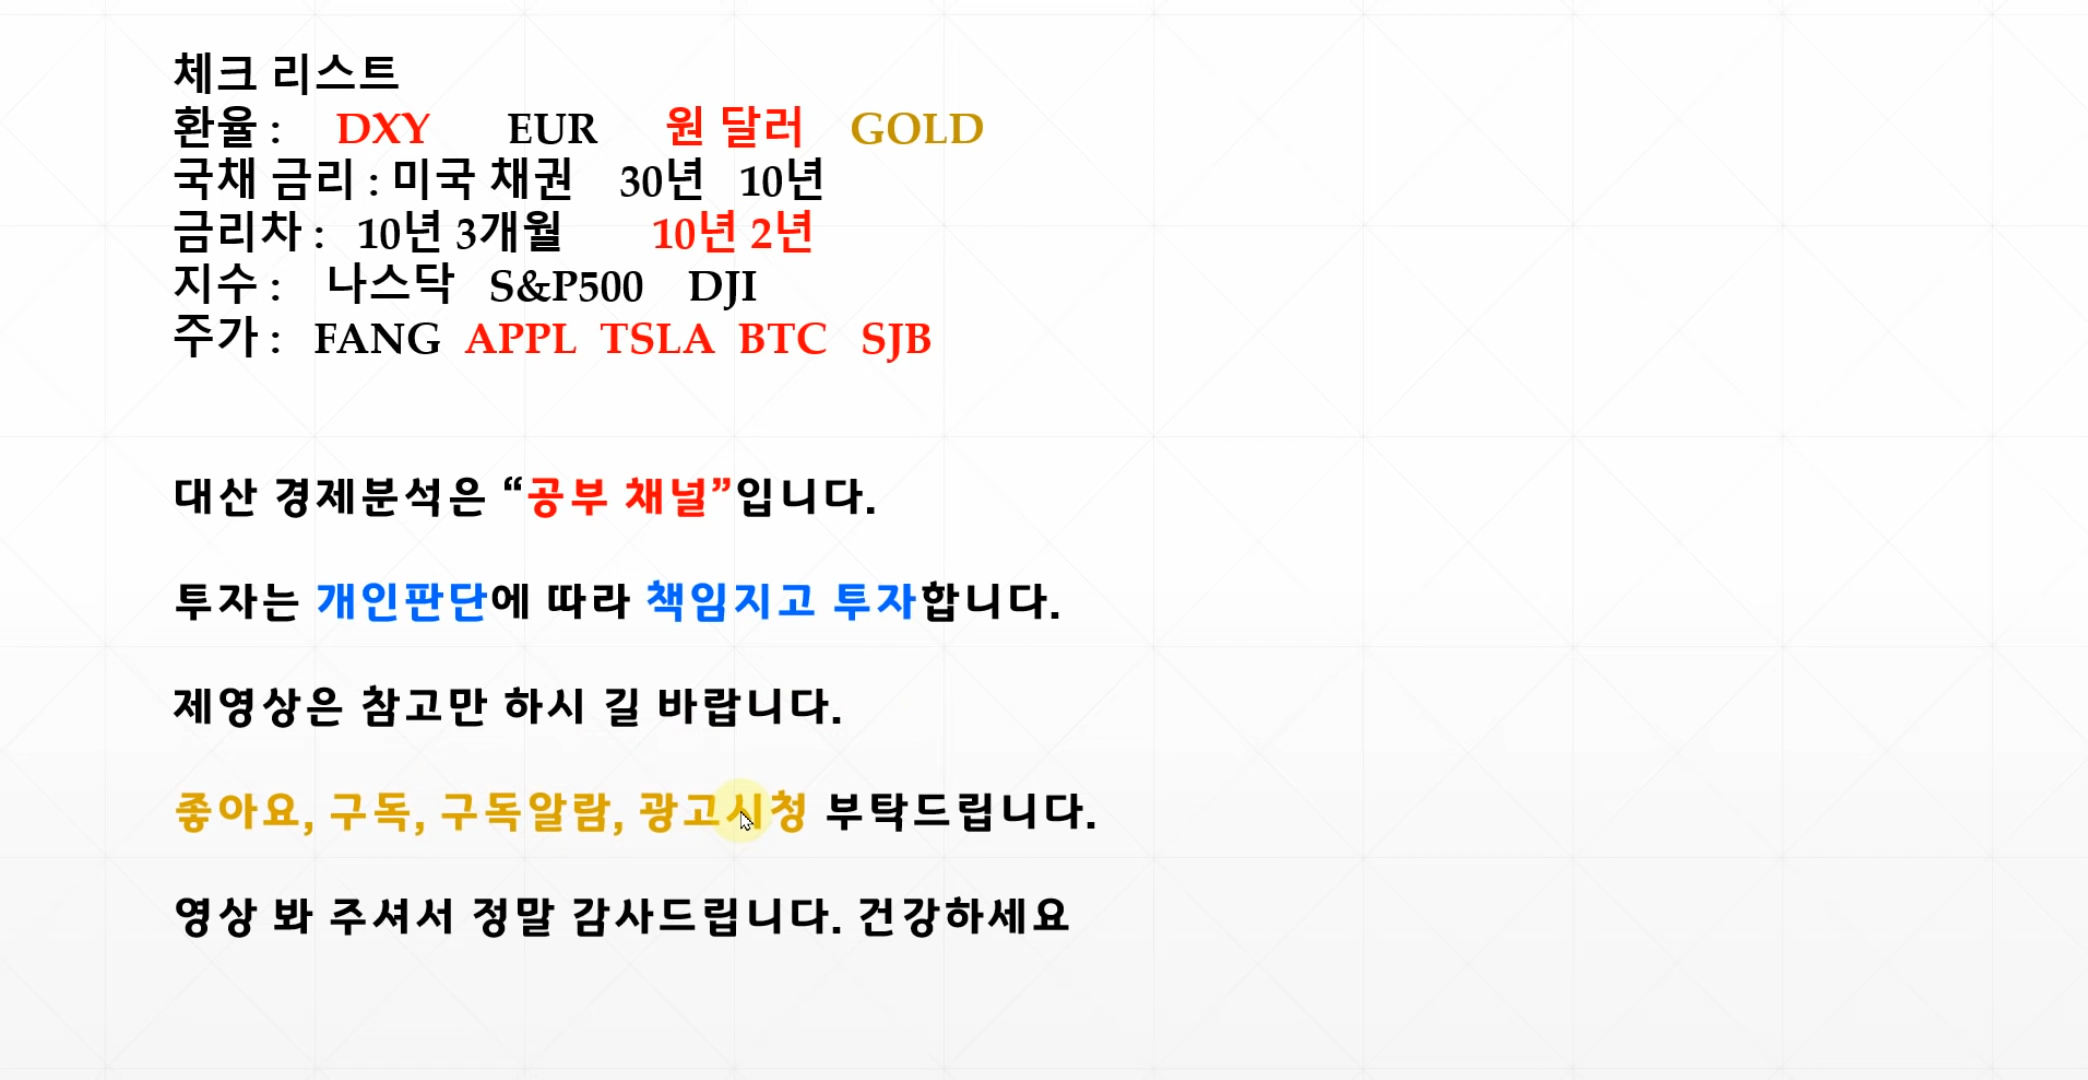 체크 리스트
환율 : DXY EUR 원 달러 GOLD
국채 금리 : 미국 채권 30년 10년
금리차 : 10년 3개월 10년 2년
지수 : 나스닥 S&P500 DJI
주가 : FANG APPL TSLA BTC SJB
대산 경제분석은 “공부 채널”입니다.
투자는 개인판단에 따라 책임지고 투자합니다.
제영상은 참고만 하시 길 바랍니다.
좋아요, 구독, 구독알람, 광고시청 부탁드립니다.
영상 봐 주셔서 정말 감사드립니다. 건강하세요